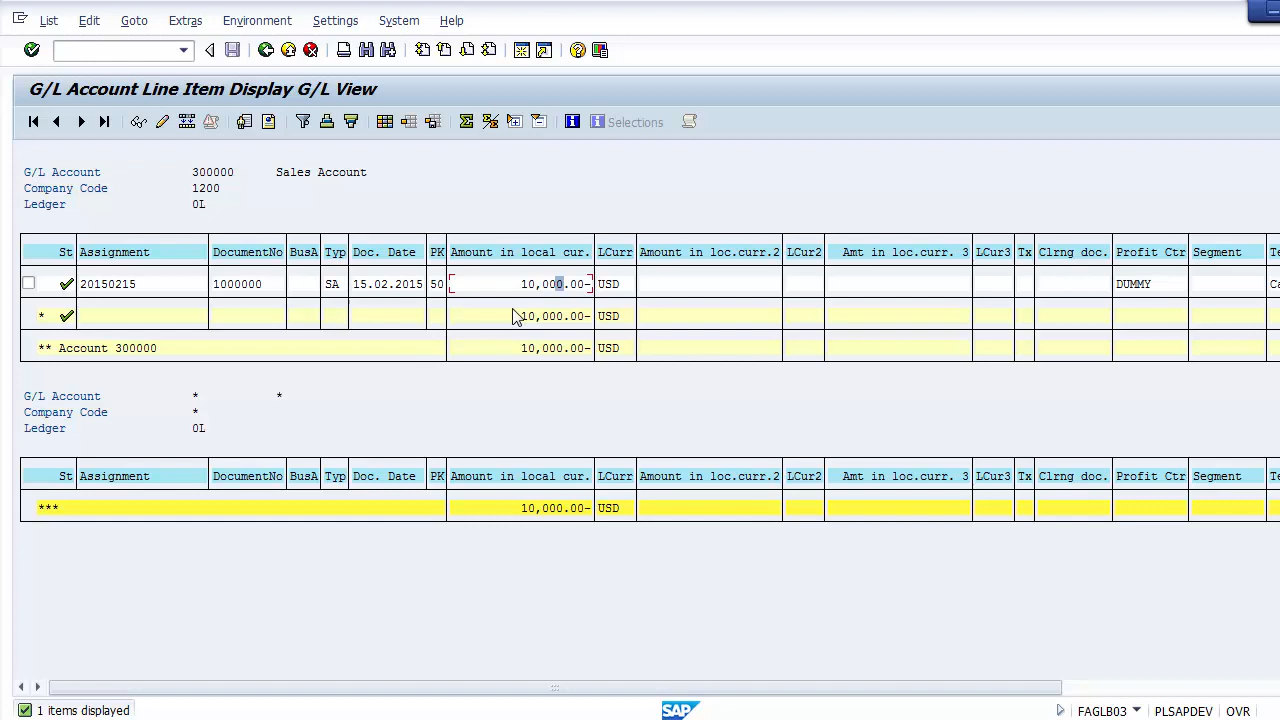 List Edit Goto Extras Environment Settings System Help
G/L Account Line Item Display G/L View
Selections
G/L Account 300000 Sales Account
Company Code 1200
Ledger 0L
St Assignment DocumentNo BusA Typ Doc. Date PK Amount in local cur. LCurr Amount in loc.curr.2 LCur2 Amt in loc.curr. 3 LCur3 Tx Clrng doc. Profit Ctr Segment Te
20150215 1000000 SA 15.02.2015 50 10,000.00- USD DUMMY Ca
* 10,000.00- USD
** Account 300000 10,000.00- USD
G/L Account * *
Company Code *
Ledger 0L
St Assignment DocumentNo BusA Typ Doc. Date PK Amount in local cur. LCurr Amount in loc.curr.2 LCur2 Amt in loc.curr. 3 LCur3 Tx Clrng doc. Profit Ctr Segment Te
*** 10,000.00- USD
1 items displayed SAP FAGLB03 PLSAPDEV OVR